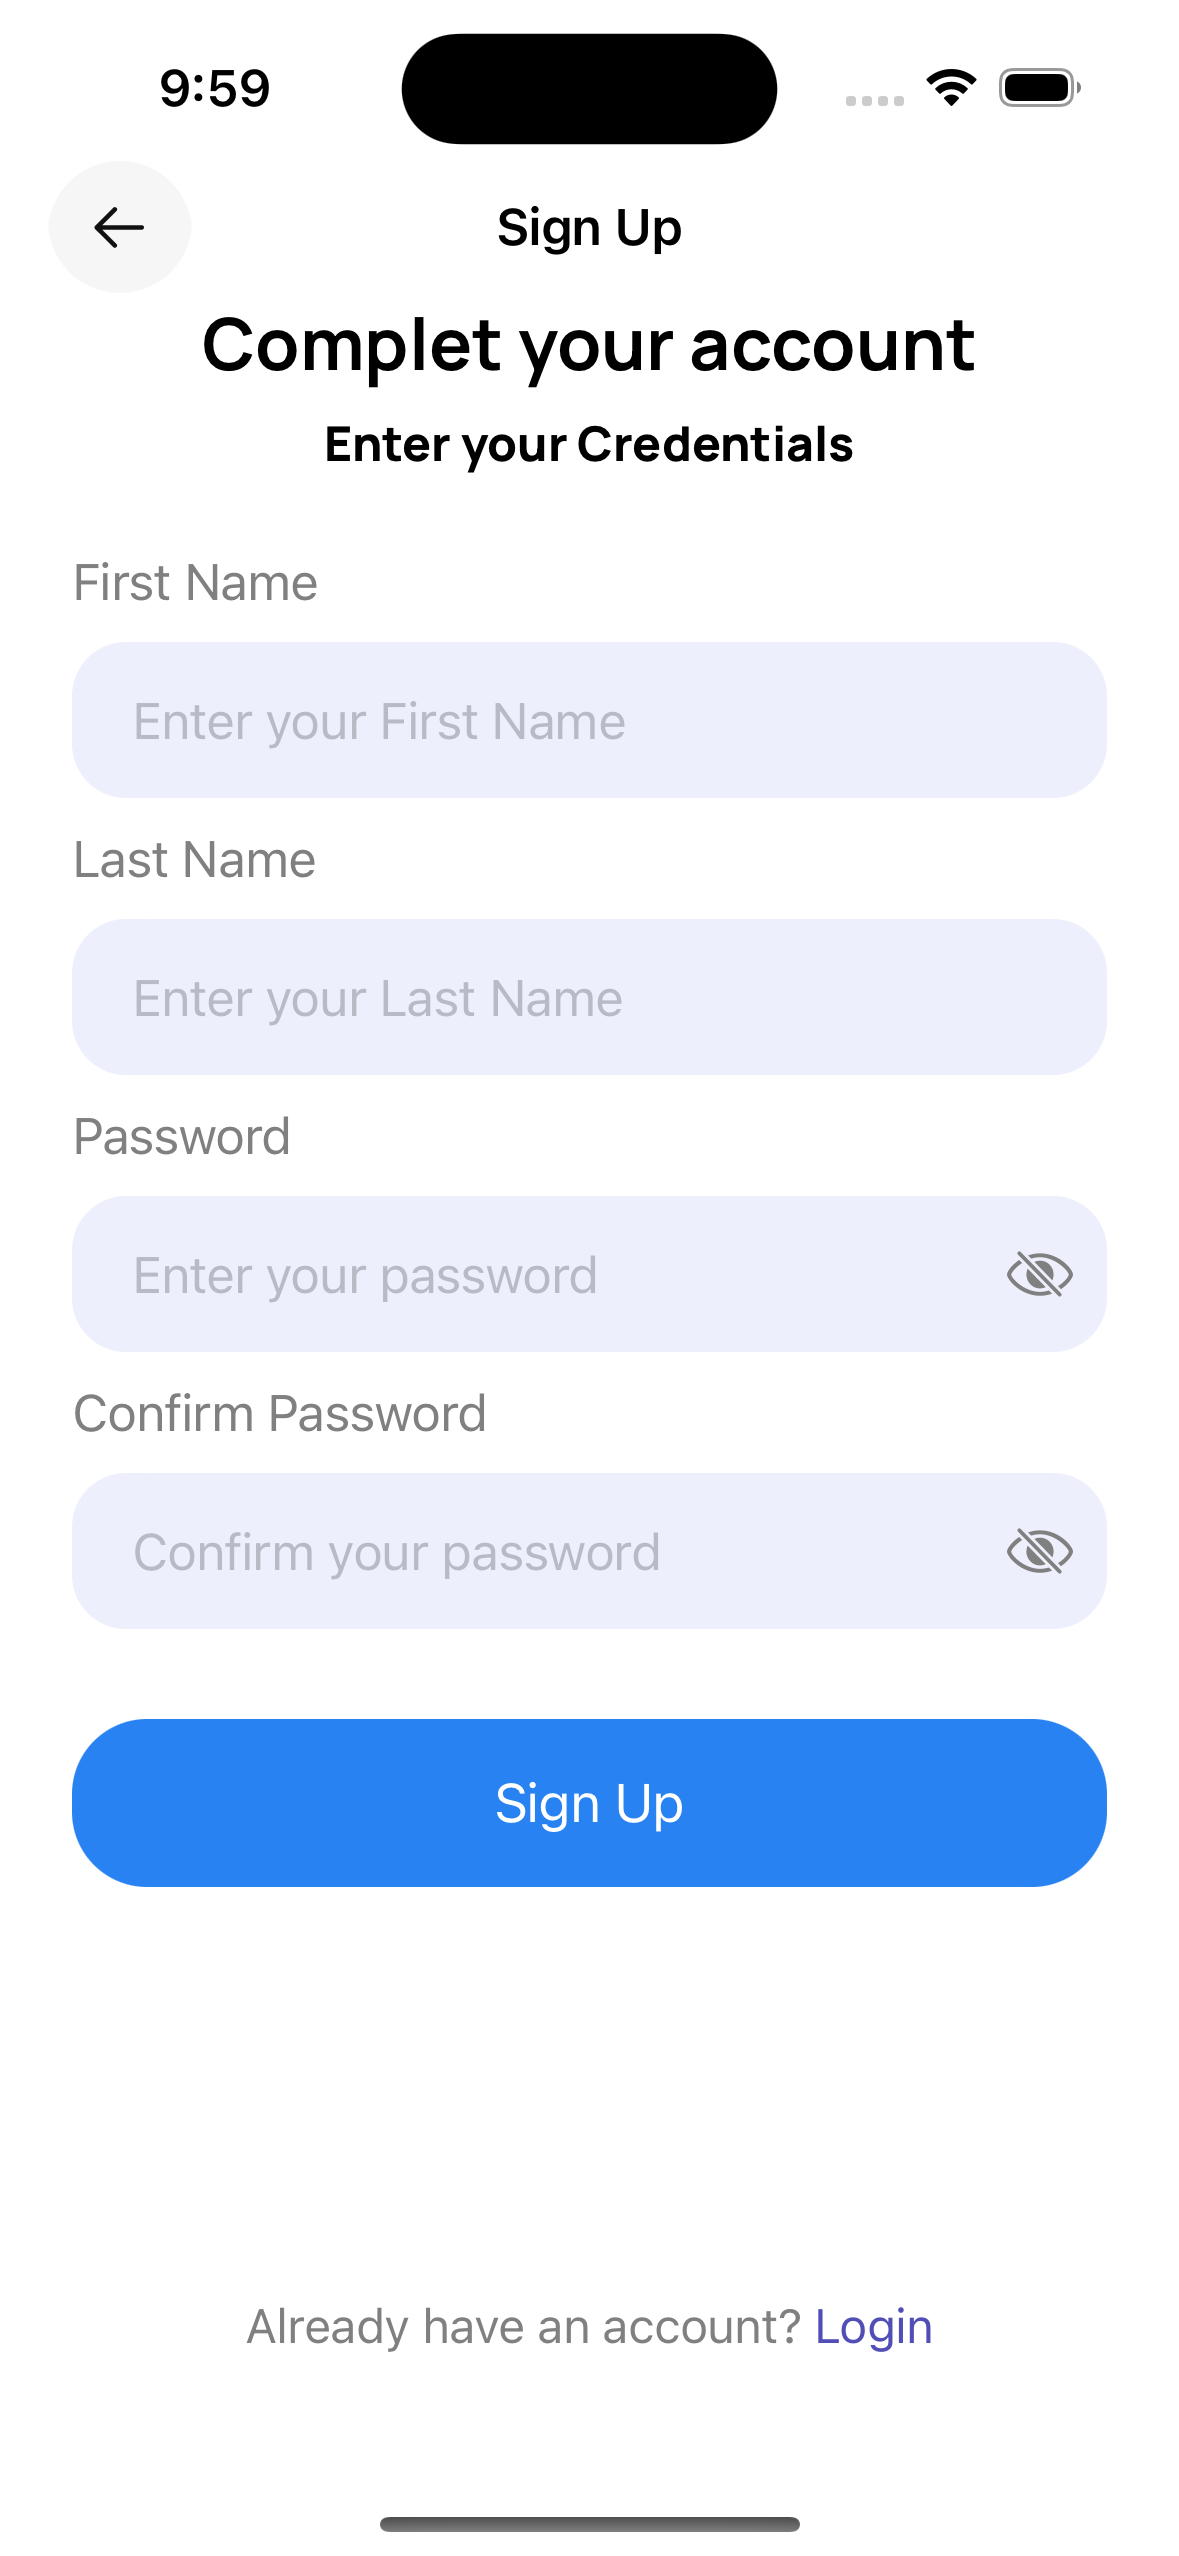 9:59
Sign Up
Complet your account
Enter your Credentials
First Name
Enter your First Name
Last Name
Enter your Last Name
Password
Enter your password
Confirm Password
Confirm your password
Sign Up
Already have an account? Login